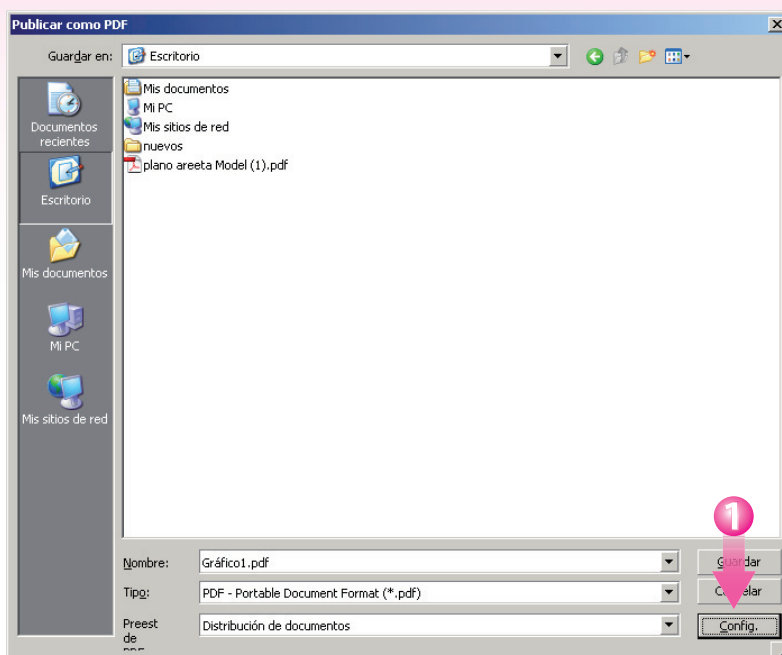 Publicar como PDF
Guardar en: Escritorio
Documentos
recientes
Escritorio
Mis documentos
Mi PC
Mis sitios de red
Mis documentos
Mi PC
Mis sitios de red
nuevos
plano areeta Model (1).pdf
1
Nombre: Gráfico1.pdf Guardar
Tipo: PDF - Portable Document Format (*.pdf) Cancelar
Preest Distribución de documentos Config.
de